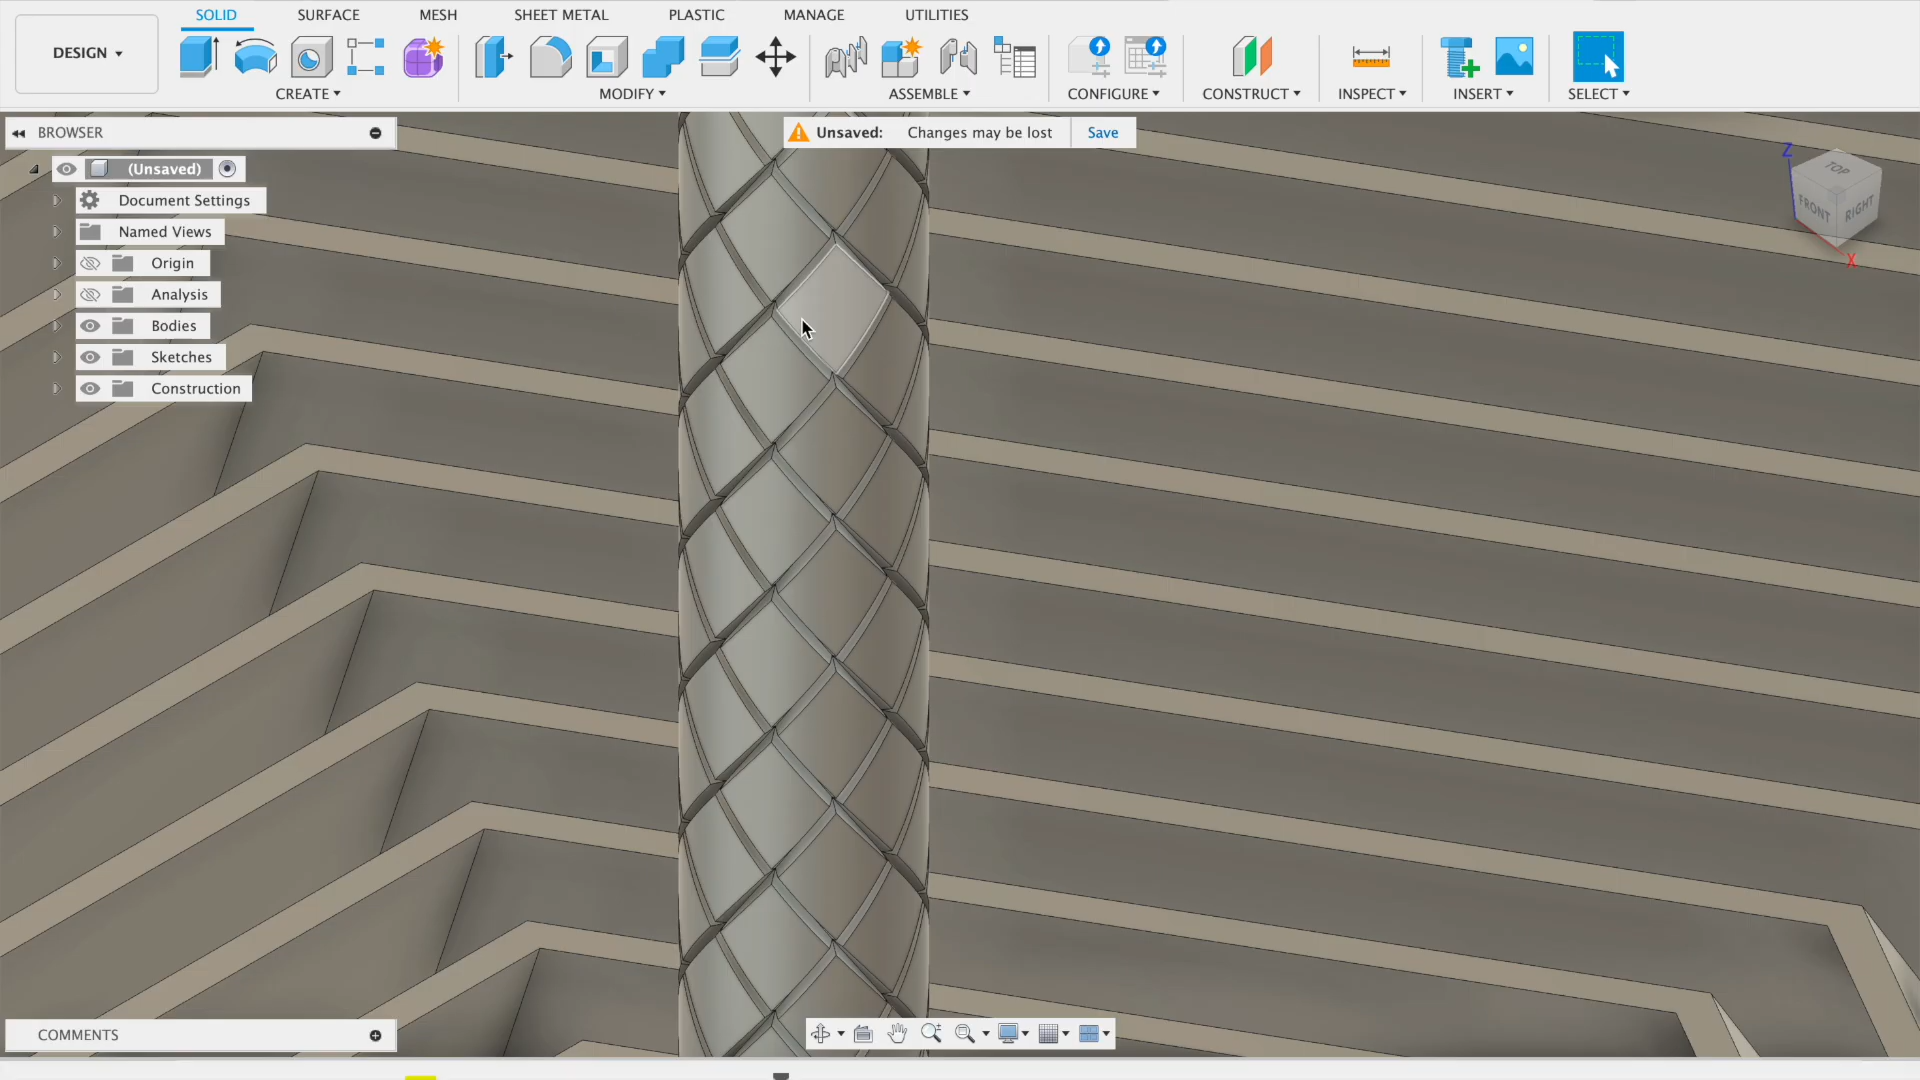 SOLID SURFACE MESH SHEET METAL PLASTIC MANAGE UTILITIES
DESIGN
CREATE MODIFY ASSEMBLE CONFIGURE CONSTRUCT INSPECT INSERT SELECT
BROWSER
Unsaved: Changes may be lost Save
(Unsaved)
Document Settings
Named Views
Origin
Analysis
Bodies
Sketches
Construction
Z
TOP
FRONT RIGHT
X
COMMENTS